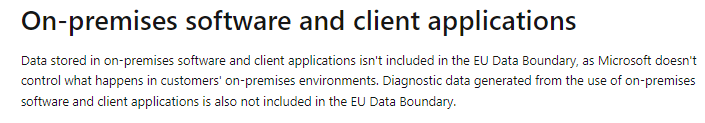 On-premises software and client applications
Data stored in on-premises software and client applications isn't included in the EU Data Boundary, as Microsoft doesn't
control what happens in customers' on-premises environments. Diagnostic data generated from the use of on-premises
software and client applications is also not included in the EU Data Boundary.